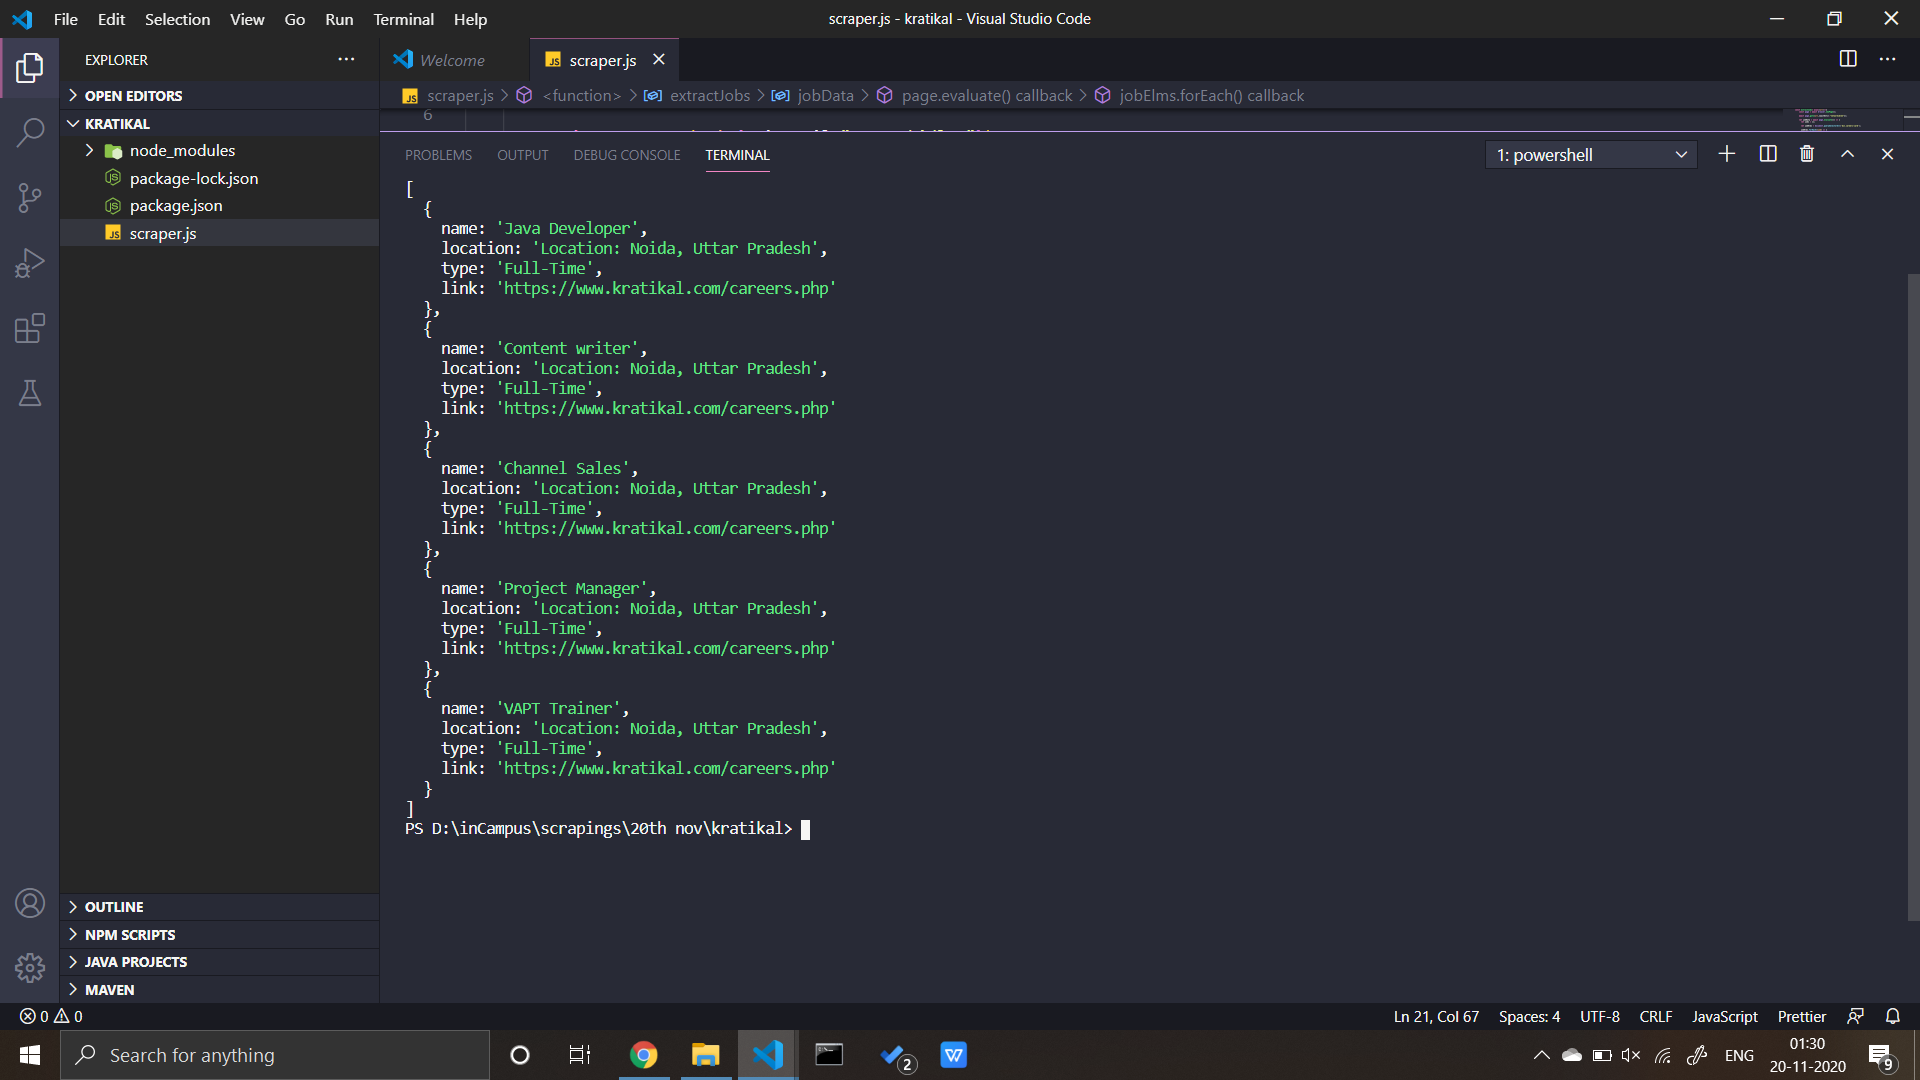 File Edit Selection View Go Run Terminal Help
scraper.js - kratikal - Visual Studio Code
EXPLORER
Welcome
scraper.js
OPEN EDITORS
scraper.js > <function> > extractJobs > jobData > page.evaluate() callback > jobElms.forEach() callback
KRATIKAL
6
node_modules
package-lock.json
package.json
scraper.js
PROBLEMS OUTPUT DEBUG CONSOLE TERMINAL
1: powershell
[
{
name: 'Java Developer',
location: 'Location: Noida, Uttar Pradesh',
type: 'Full-Time',
link: 'https://www.kratikal.com/careers.php'
},
{
name: 'Content writer',
location: 'Location: Noida, Uttar Pradesh',
type: 'Full-Time',
link: 'https://www.kratikal.com/careers.php'
},
{
name: 'Channel Sales',
location: 'Location: Noida, Uttar Pradesh',
type: 'Full-Time',
link: 'https://www.kratikal.com/careers.php'
},
{
name: 'Project Manager',
location: 'Location: Noida, Uttar Pradesh',
type: 'Full-Time',
link: 'https://www.kratikal.com/careers.php'
},
{
name: 'VAPT Trainer',
location: 'Location: Noida, Uttar Pradesh',
type: 'Full-Time',
link: 'https://www.kratikal.com/careers.php'
}
]
PS D:\inCampus\scrapings\20th nov\kratikal>
OUTLINE
NPM SCRIPTS
JAVA PROJECTS
MAVEN
0 0
Ln 21, Col 67 Spaces: 4 UTF-8 CRLF JavaScript Prettier
Search for anything
2
ENG
01:30
20-11-2020
9